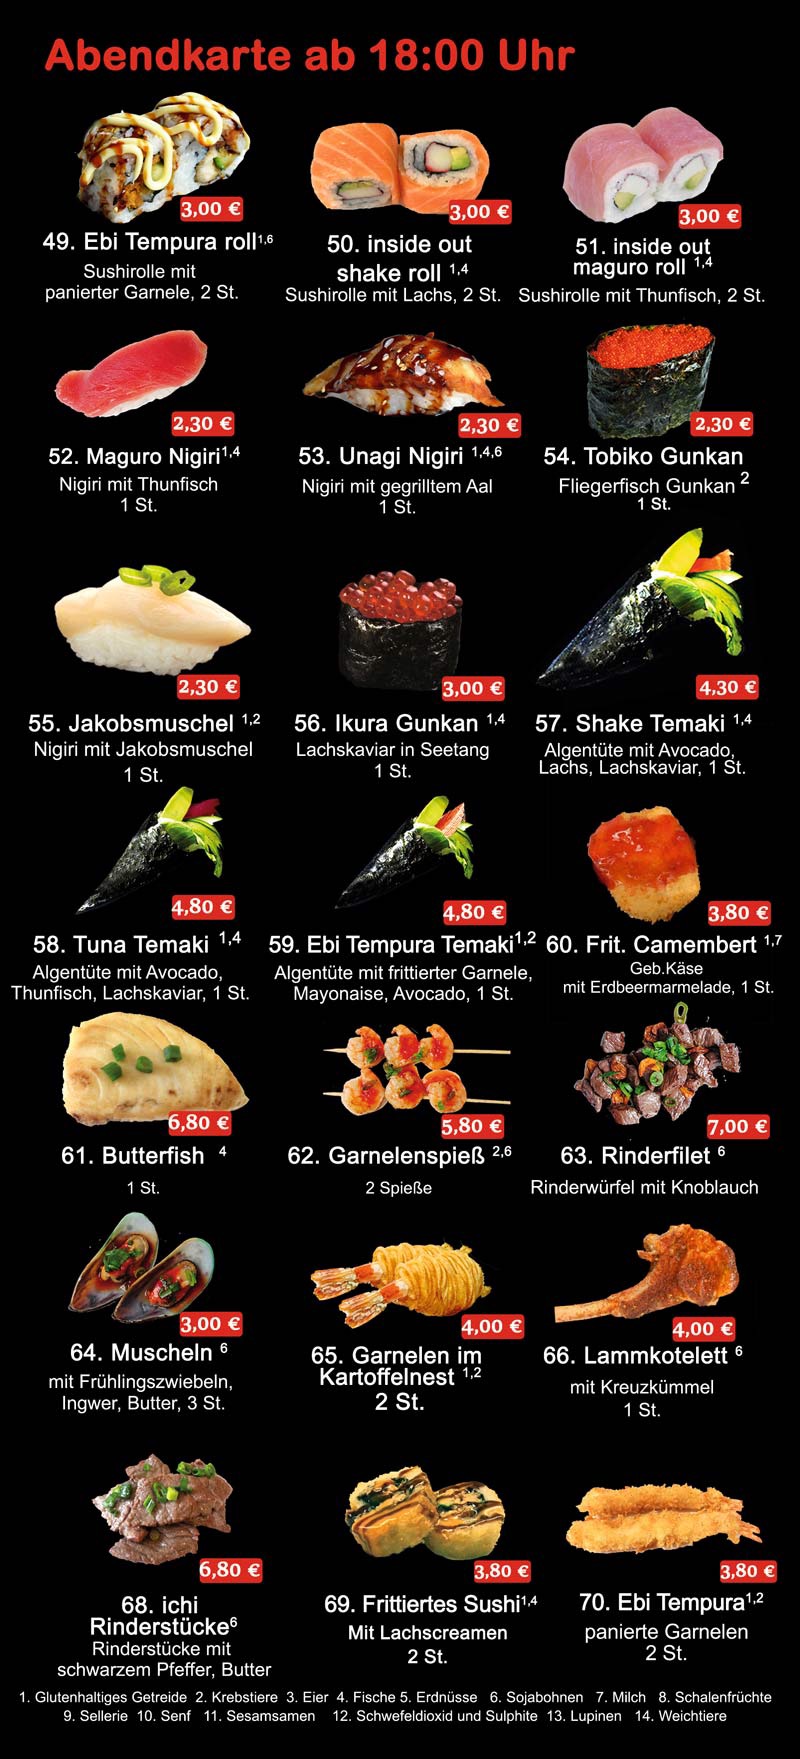 Abendkarte ab 18:00 Uhr
3,00 €
49. Ebi Tempura roll1,6
Sushirolle mit
panierter Garnele, 2 St.
3,00 €
50. inside out
shake roll 1,4
Sushirolle mit Lachs, 2 St.
3,00 €
51. inside out
maguro roll 1,4
Sushirolle mit Thunfisch, 2 St.
2,30 €
52. Maguro Nigiri1,4
Nigiri mit Thunfisch
1 St.
2,30 €
53. Unagi Nigiri 1,4,6
Nigiri mit gegrilltem Aal
1 St.
2,30 €
54. Tobiko Gunkan
Fliegerfisch Gunkan 2
1 St.
2,30 €
55. Jakobsmuschel 1,2
Nigiri mit Jakobsmuschel
1 St.
3,00 €
56. Ikura Gunkan 1,4
Lachskaviar in Seetang
1 St.
4,30 €
57. Shake Temaki 1,4
Algentüte mit Avocado,
Lachs, Lachskaviar, 1 St.
4,80 €
58. Tuna Temaki 1,4
Algentüte mit Avocado,
Thunfisch, Lachskaviar, 1 St.
4,80 €
59. Ebi Tempura Temaki1,2
Algentüte mit frittierter Garnele,
Mayonaise, Avocado, 1 St.
3,80 €
60. Frit. Camembert 1,7
Geb.Käse
mit Erdbeermarmelade, 1 St.
6,80 €
61. Butterfish 4
1 St.
5,80 €
62. Garnelenspieß 2,6
2 Spieße
7,00 €
63. Rinderfilet 6
Rinderwürfel mit Knoblauch
3,00 €
64. Muscheln 6
mit Frühlingszwiebeln,
Ingwer, Butter, 3 St.
4,00 €
65. Garnelen im
Kartoffelnest 1,2
2 St.
4,00 €
66. Lammkotelett 6
mit Kreuzkümmel
1 St.
6,80 €
68. ichi
Rinderstücke6
Rinderstücke mit
schwarzem Pfeffer, Butter
3,80 €
69. Frittiertes Sushi1,4
Mit Lachscreamen
2 St.
3,80 €
70. Ebi Tempura1,2
panierte Garnelen
2 St.
1. Glutenhaltiges Getreide 2. Krebstiere 3. Eier 4. Fische 5. Erdnüsse 6. Sojabohnen 7. Milch 8. Schalenfrüchte
9. Sellerie 10. Senf 11. Sesamsamen 12. Schwefeldioxid und Sulphite 13. Lupinen 14. Weichtiere